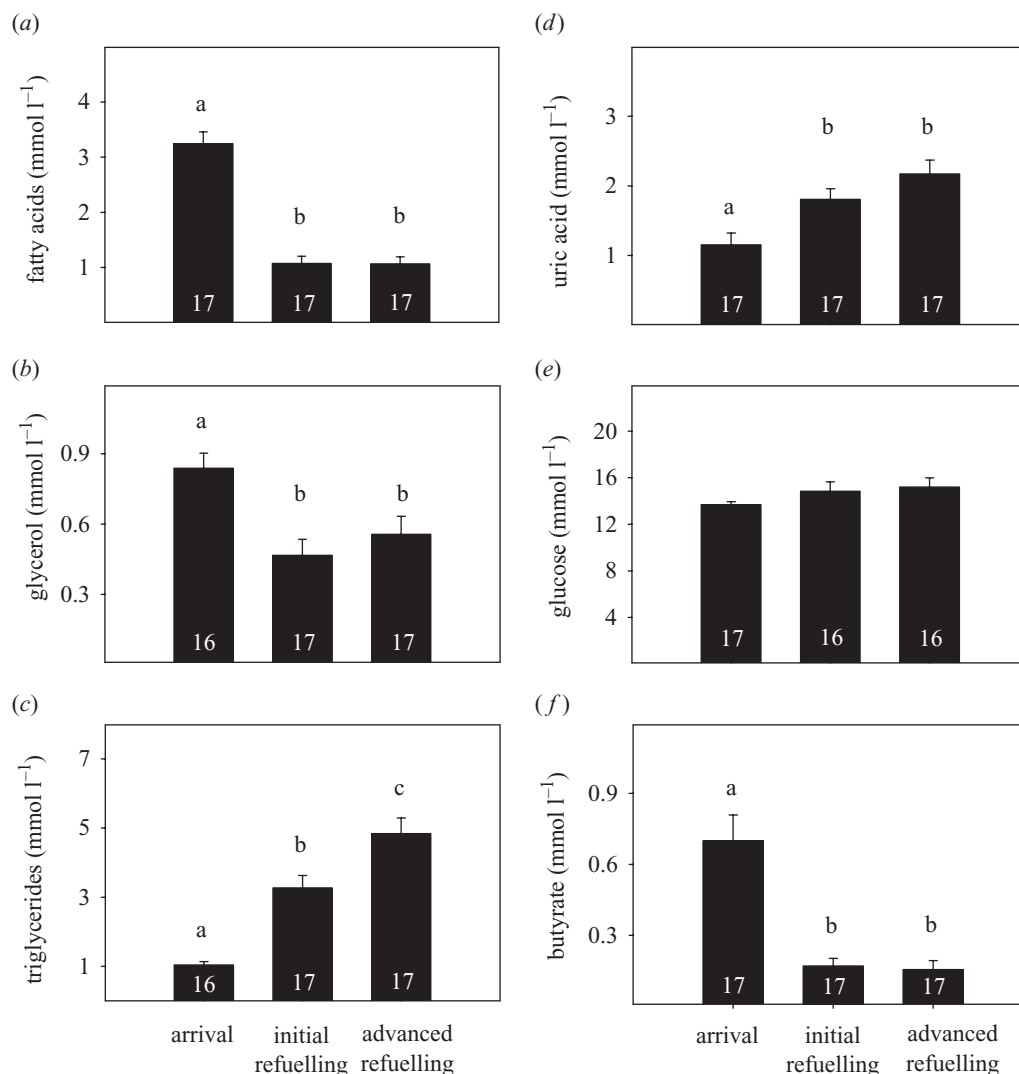 (a)
fatty acids (mmol l⁻¹)
4
3
2
1
a
b
b
17
17
17
(b)
glycerol (mmol l⁻¹)
0.9
0.6
0.3
a
b
b
16
17
17
(c)
triglycerides (mmol l⁻¹)
7
5
3
1
a
b
c
16
17
17
arrival
initial
refuelling
advanced
refuelling
(d)
uric acid (mmol l⁻¹)
3
2
1
a
b
b
17
17
17
(e)
glucose (mmol l⁻¹)
20
16
12
8
4
17
16
16
(f)
butyrate (mmol l⁻¹)
0.9
0.6
0.3
a
b
b
17
17
17
arrival
initial
refuelling
advanced
refuelling